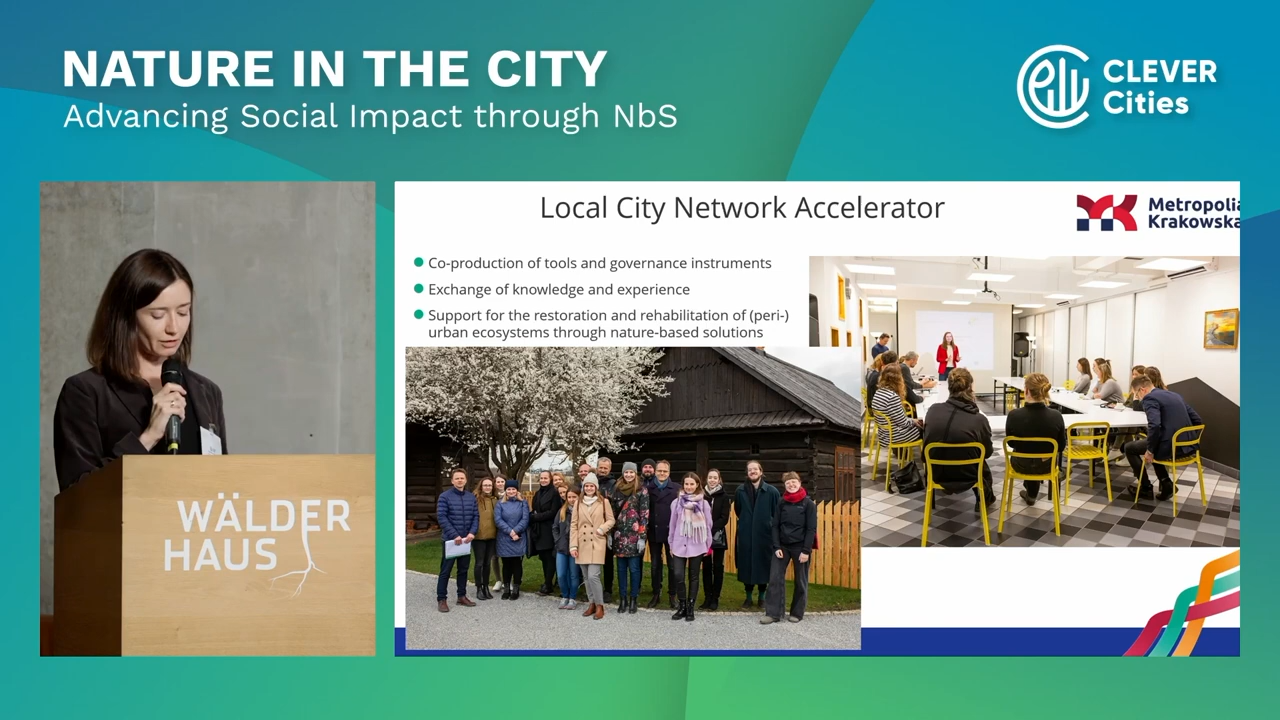 NATURE IN THE CITY
Advancing Social Impact through NbS
CLEVER
Cities
WÄLDER
HAUS
Local City Network Accelerator
Metropolia
Krakowska
Co-production of tools and governance instruments
Exchange of knowledge and experience
Support for the restoration and rehabilitation of (peri-)
urban ecosystems through nature-based solutions